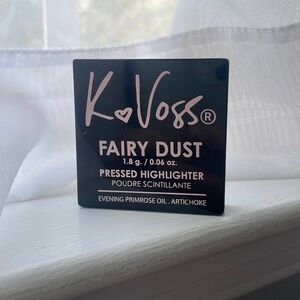 K♡Voss®
FAIRY DUST
1.8 g. / 0.06 oz.
PRESSED HIGHLIGHTER
POUDRE SCINTILLANTE
EVENING PRIMROSE OIL . ARTICHOKE